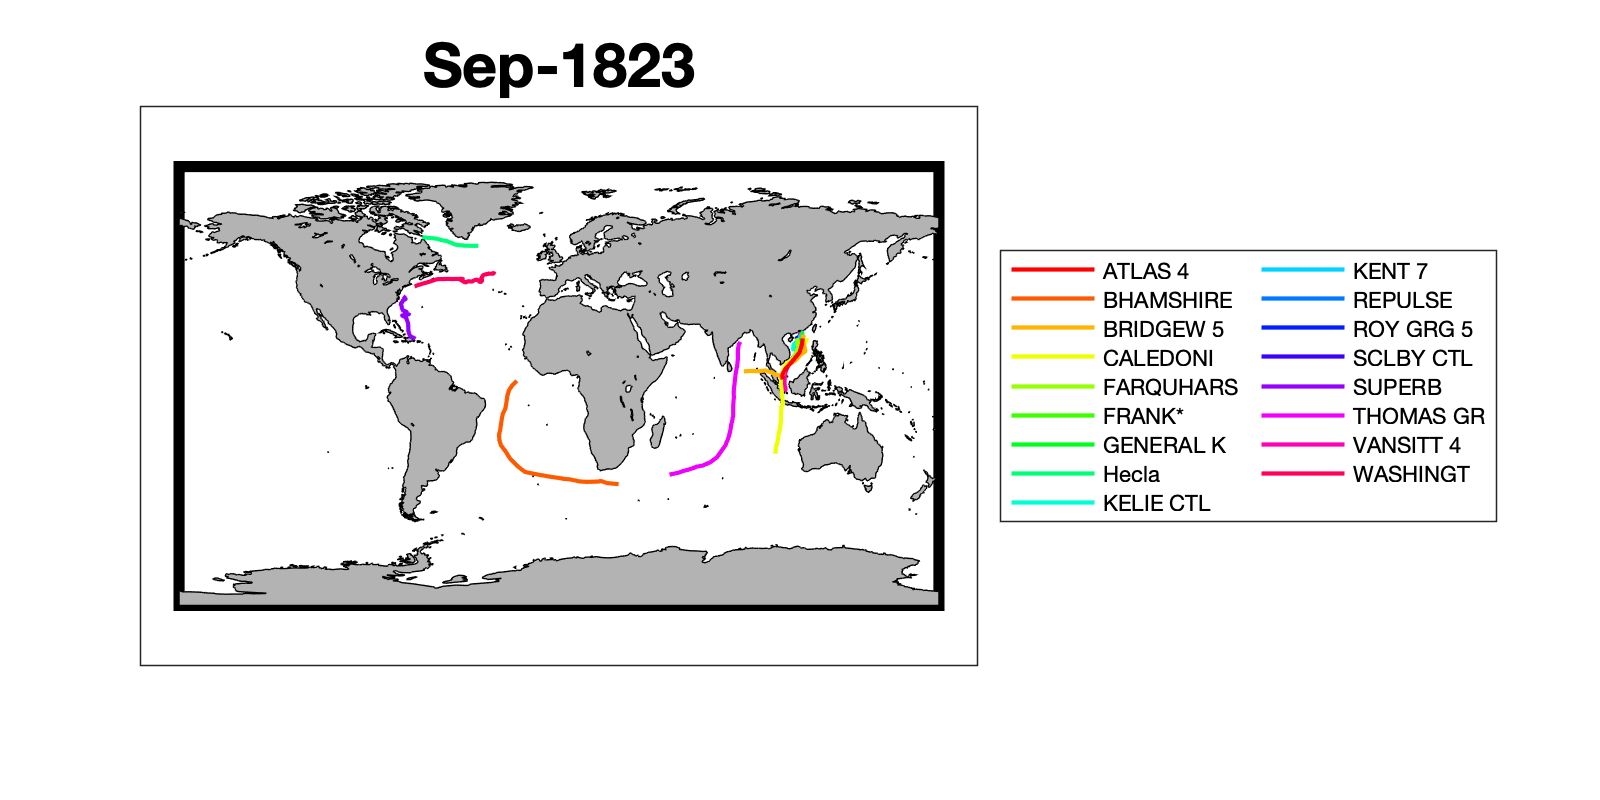 Sep-1823
ATLAS 4
BHAMSHIRE
BRIDGEW 5
CALEDONI
FARQUHARS
FRANK*
GENERAL K
Hecla
KELIE CTL
KENT 7
REPULSE
ROY GRG 5
SCLBY CTL
SUPERB
THOMAS GR
VANSITT 4
WASHINGT